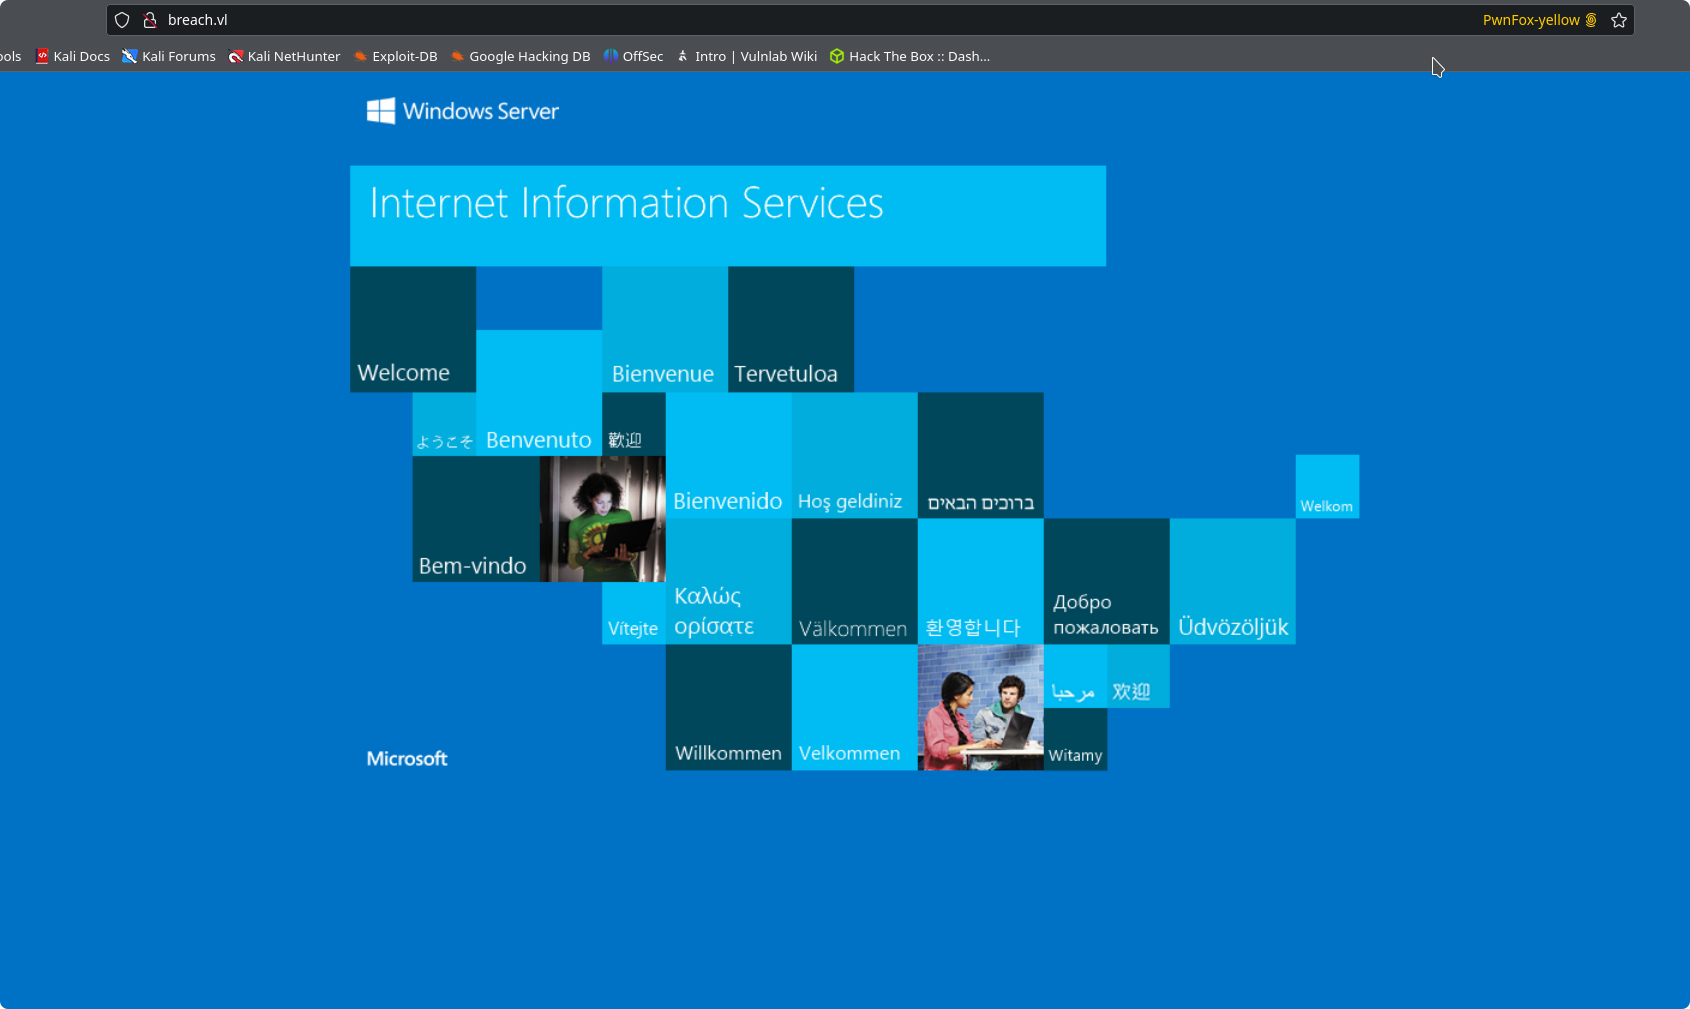 breach.vl
PwnFox-yellow
ools
Kali Docs
Kali Forums
Kali NetHunter
Exploit-DB
Google Hacking DB
OffSec
Intro | Vulnlab Wiki
Hack The Box :: Dash...
Windows Server
Internet Information Services
Welcome
Bienvenue
Tervetuloa
ようこそ
Benvenuto
歡迎
Bienvenido
Hoş geldiniz
ברוכים הבאים
Welkom
Bem-vindo
Καλώς
ορίσατε
Vítejte
Välkommen
환영합니다
Добро
пожаловать
Üdvözöljük
مرحبا
欢迎
Microsoft
Willkommen
Velkommen
Witamy